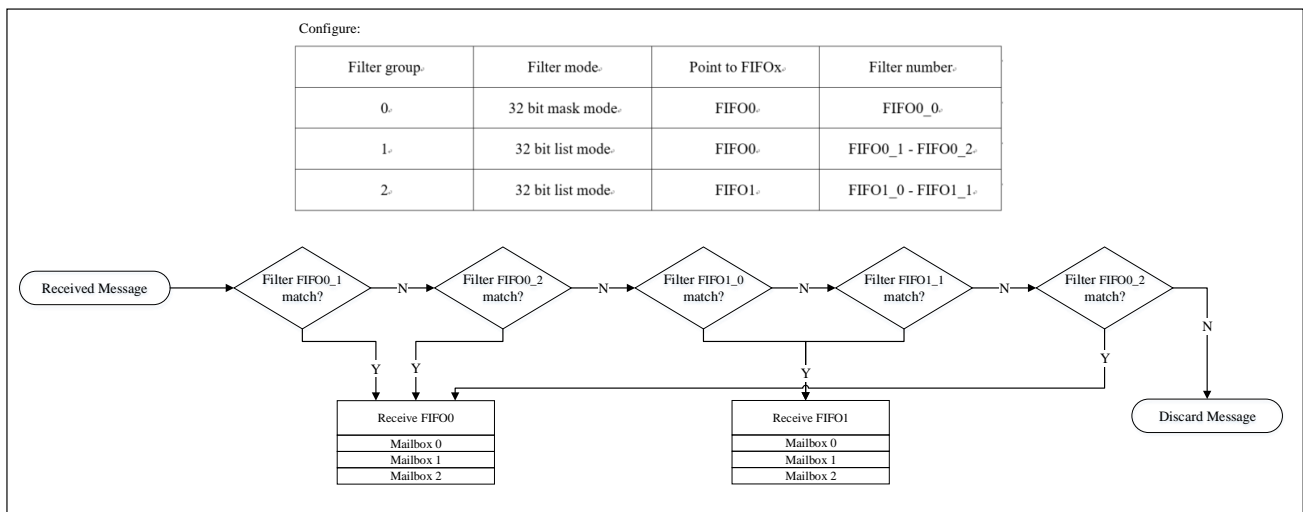 Configure:
Filter group Filter mode Point to FIFOx Filter number
0 32 bit mask mode FIFO0 FIFO0_0
1 32 bit list mode FIFO0 FIFO0_1 - FIFO0_2
2 32 bit list mode FIFO1 FIFO1_0 - FIFO1_1
Received Message
Filter FIFO0_1
match?
N
Filter FIFO0_2
match?
N
Filter FIFO1_0
match?
N
Filter FIFO1_1
match?
N
Filter FIFO0_2
match?
N
Y
Y
Y
Y
Receive FIFO0
Mailbox 0
Mailbox 1
Mailbox 2
Receive FIFO1
Mailbox 0
Mailbox 1
Mailbox 2
Discard Message